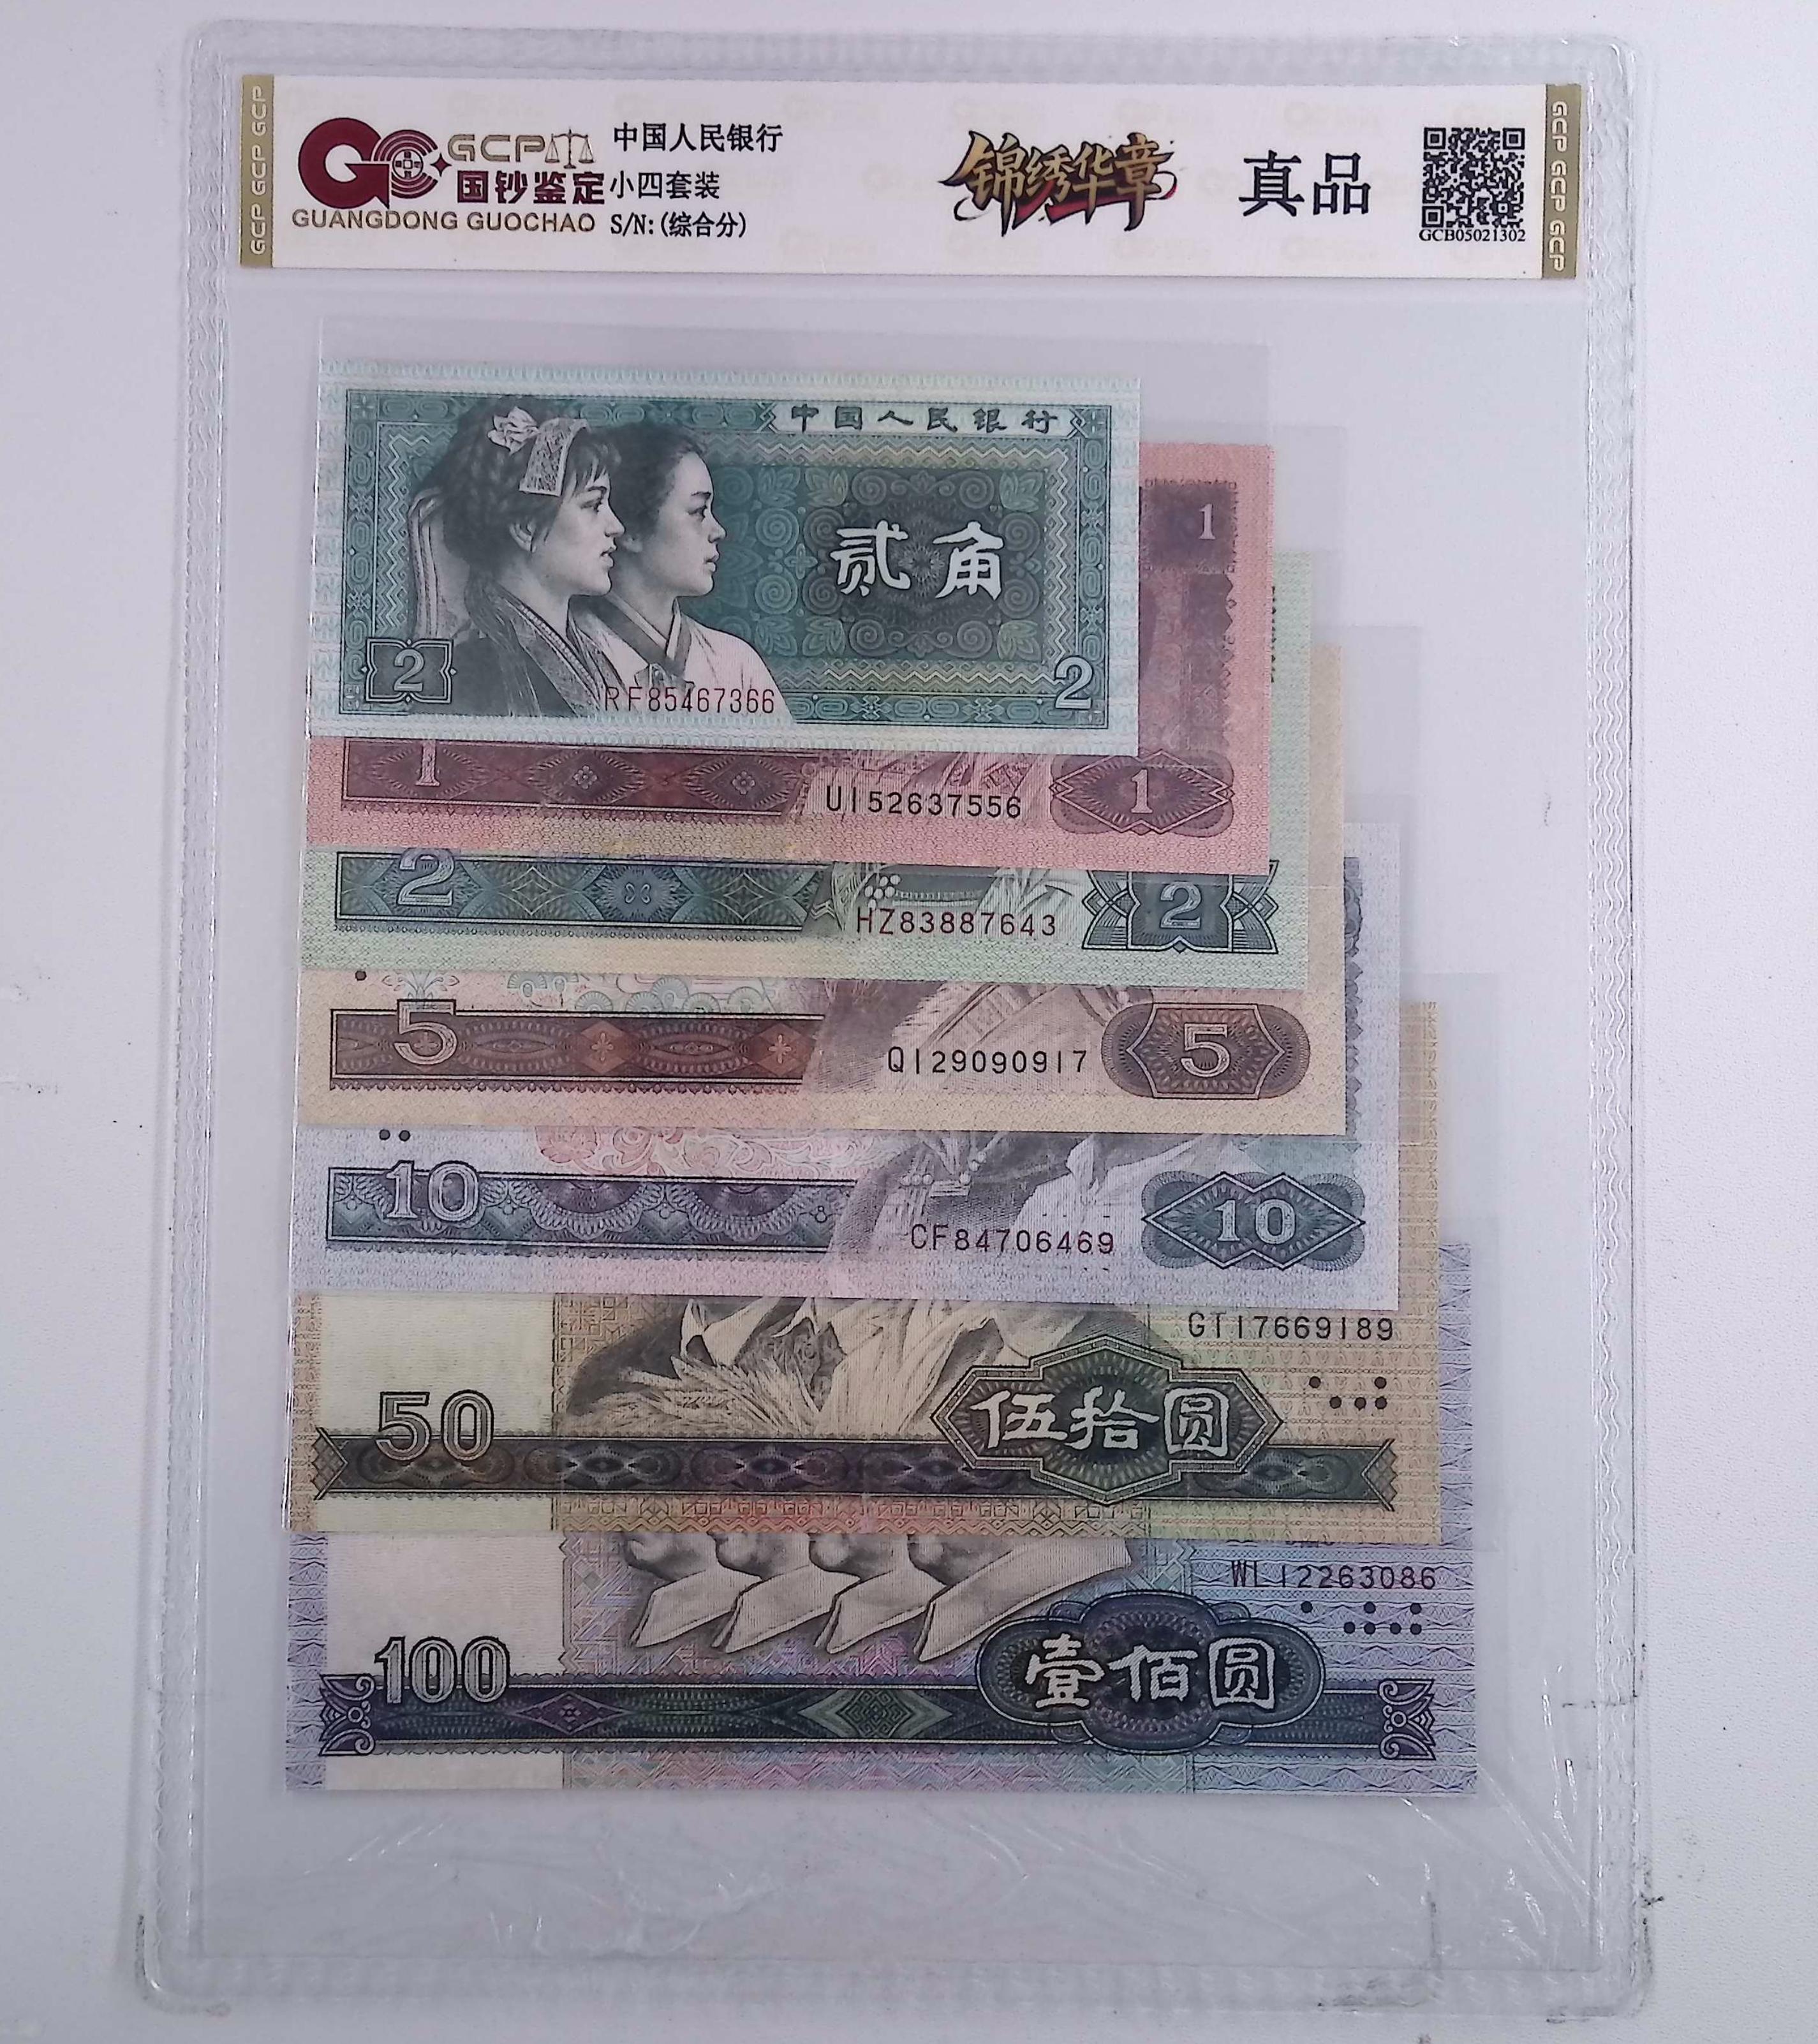 GCP
国钞鉴定
GUANGDONG GUOCHAO
中国人民银行
小四套装
S/N: (综合分)
锦绣华章
真品
GCB05021302
GCP GCP GCP
GCP GCP GCP
中国人民银行
贰角
2
2
RF85467366
1
1
UI52637556
1
2
HZ83887643
2
5
QI29090917
5
10
CF84706469
10
GT17669189
50
伍拾圆
WL12263086
100
壹佰圆